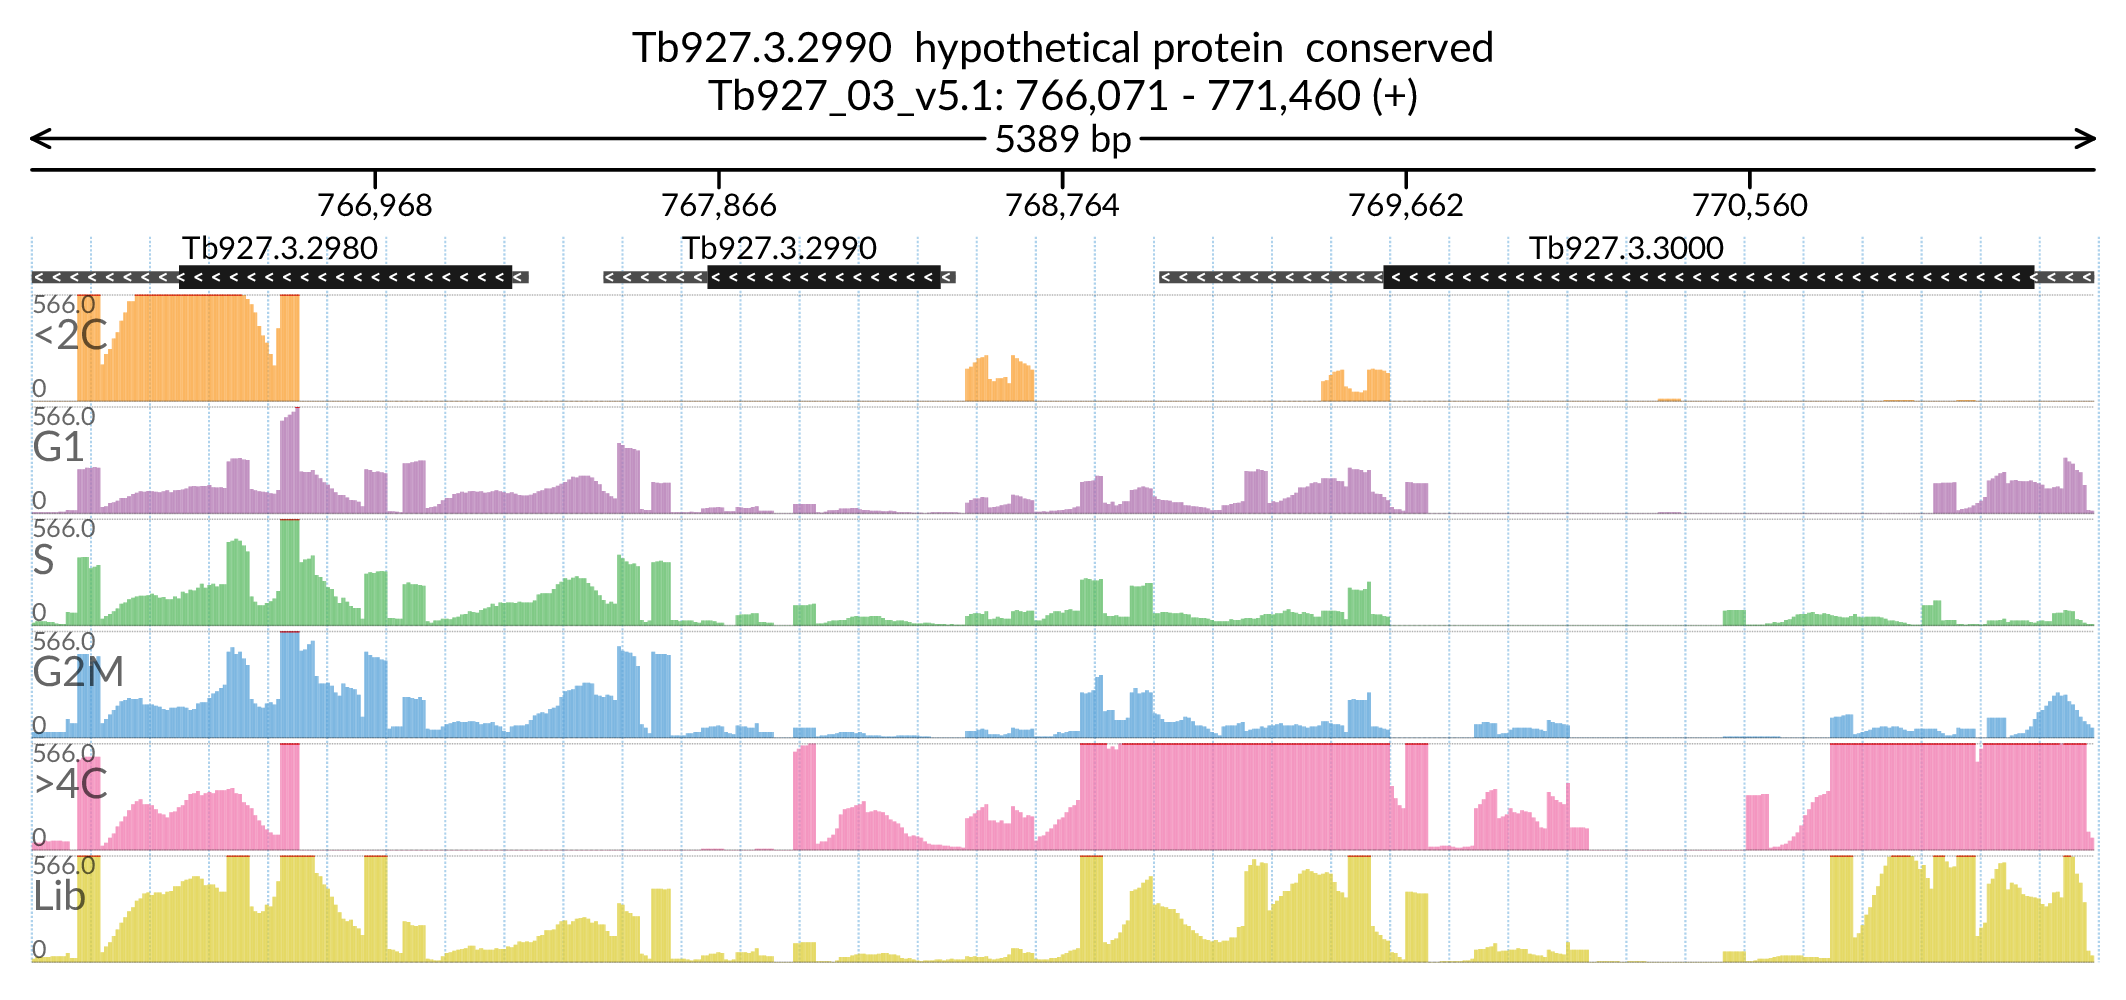 Tb927.3.2990  hypothetical protein  conserved
Tb927_03_v5.1: 766,071 - 771,460 (+)
5389 bp
766,968 767,866 768,764 769,662 770,560
Tb927.3.2980 Tb927.3.2990 Tb927.3.3000
566.0
<2C
0
566.0
G1
0
566.0
S
0
566.0
G2M
0
566.0
>4C
0
566.0
Lib
0